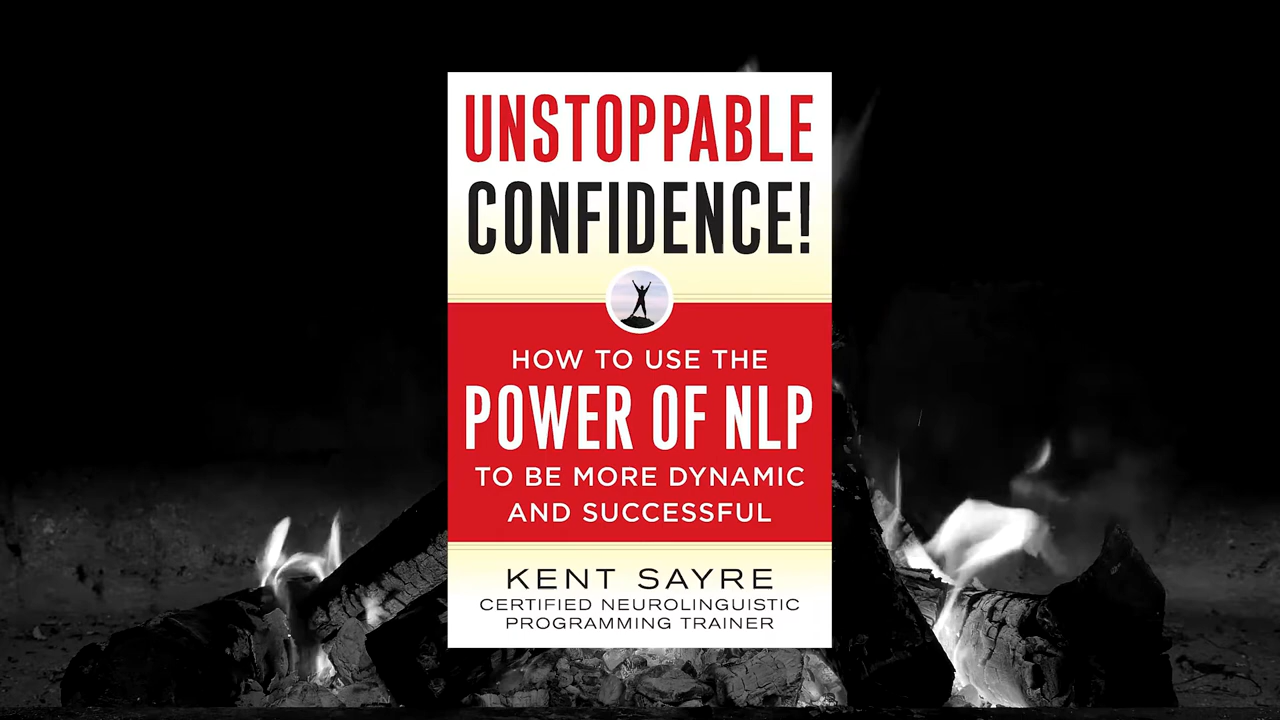 UNSTOPPABLE
CONFIDENCE!
HOW TO USE THE
POWER OF NLP
TO BE MORE DYNAMIC
AND SUCCESSFUL
KENT SAYRE
CERTIFIED NEUROLINGUISTIC
PROGRAMMING TRAINER